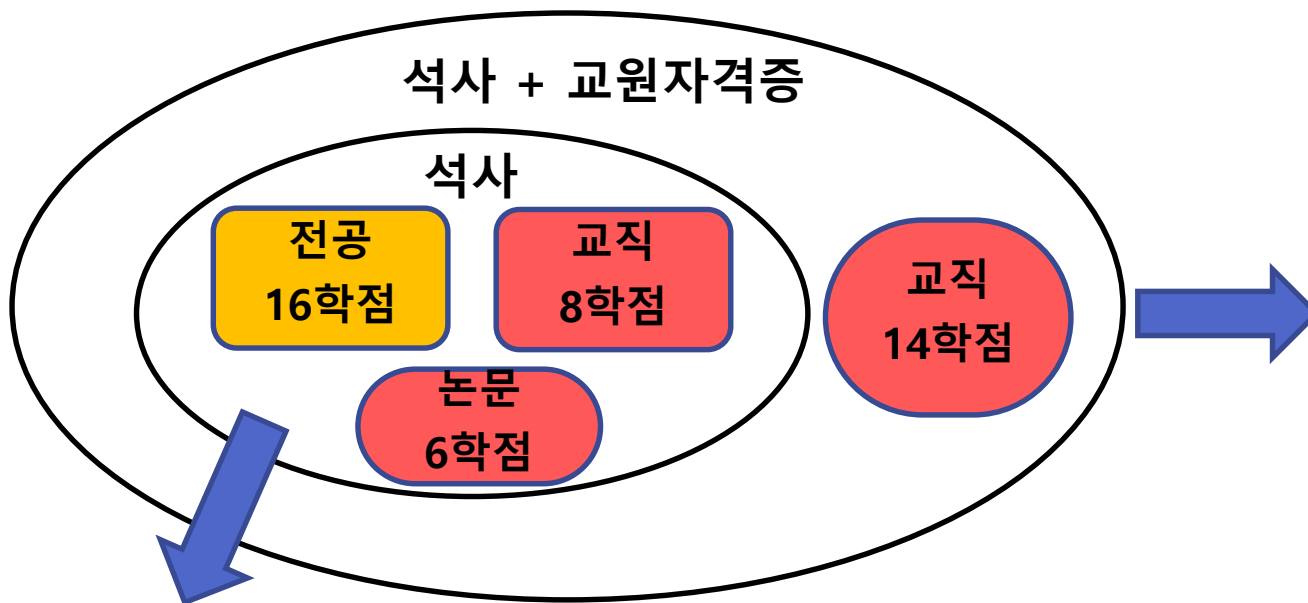 석사 + 교원자격증
석사
전공
16학점
교직
8학점
논문
6학점
교직
14학점